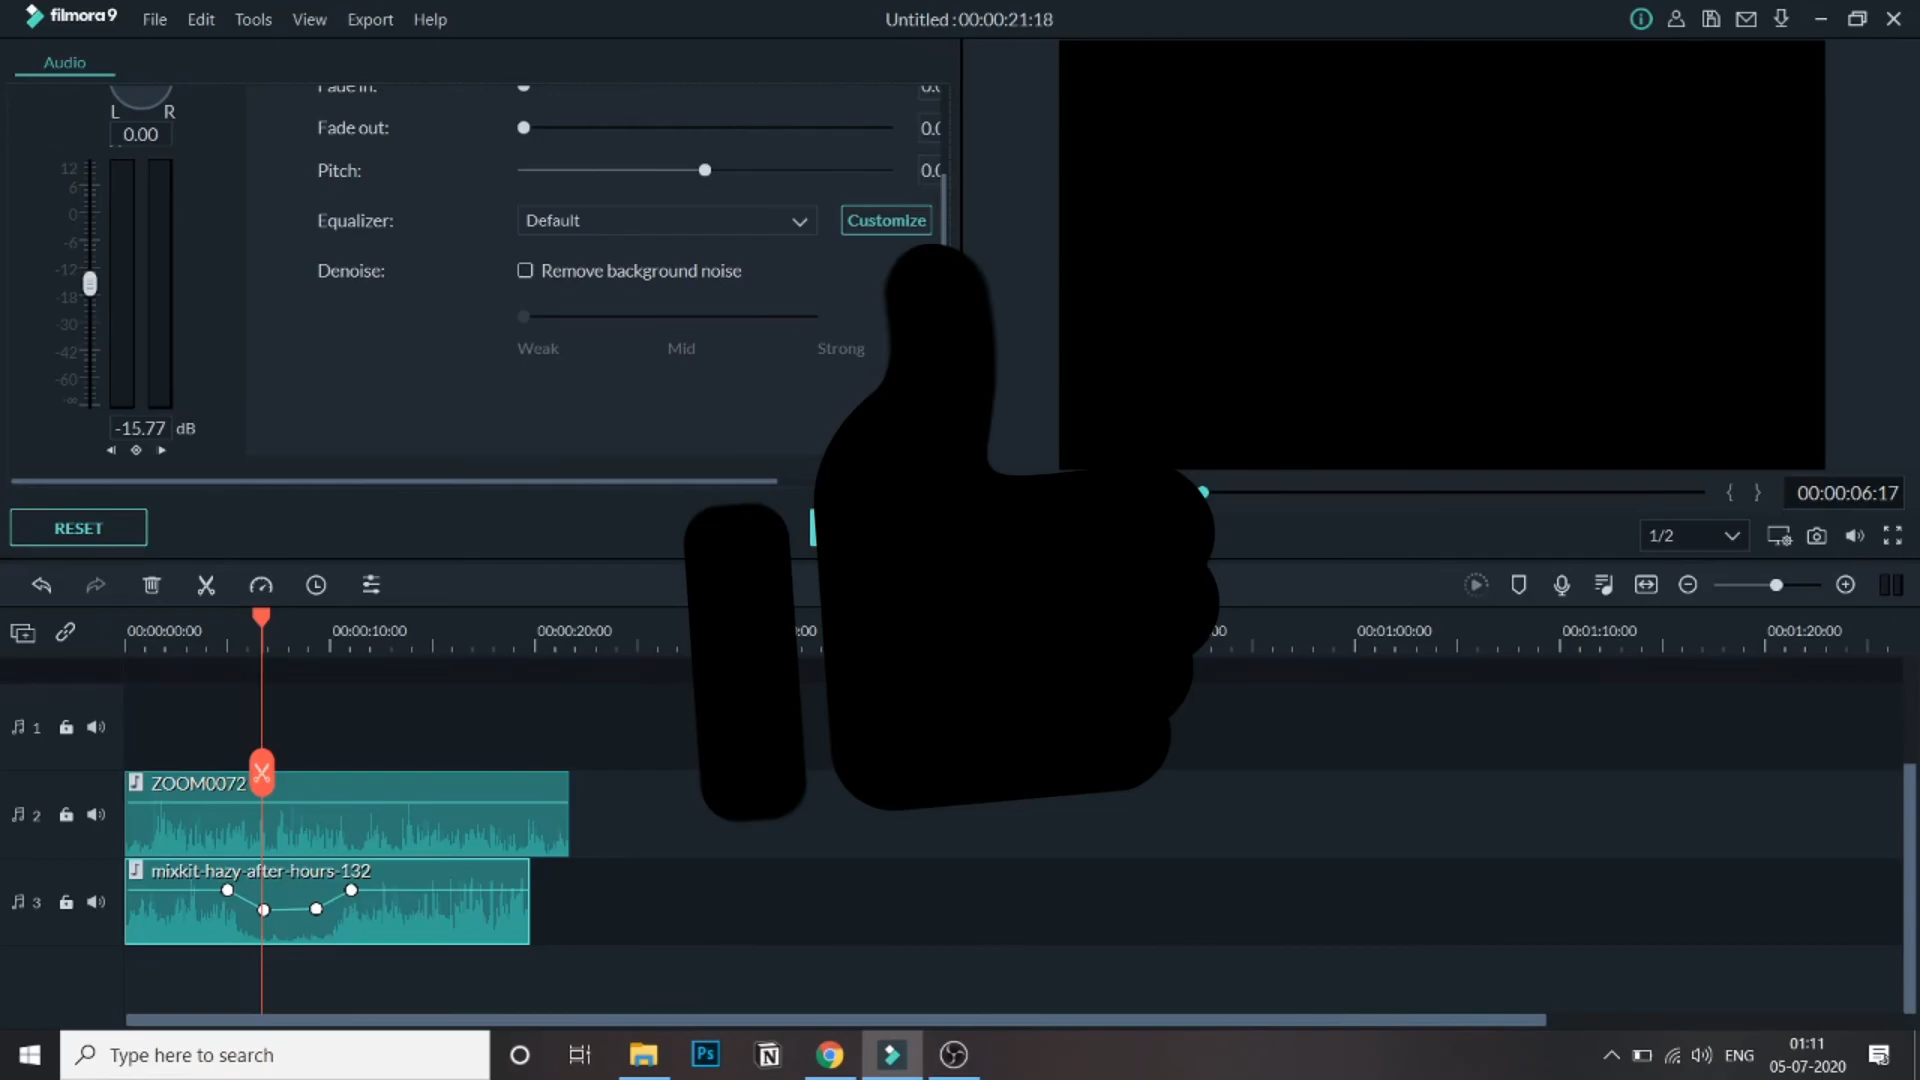 filmora9 File Edit Tools View Export Help
Untitled : 00:00:21:18
Audio
Fade in:
L R
0.00
Fade out:
Pitch:
Equalizer: Default Customize
Denoise: Remove background noise
Weak Mid Strong
12
6
0
-6
-12
-18
-30
-42
-60
-∞
-15.77 dB
RESET
00:00:06:17
1/2
00:00:00:00 00:00:10:00 00:00:20:00 00:01:00:00 00:01:10:00 00:01:20:00
1
2
ZOOM0072
3
mixkit-hazy-after-hours-132
Type here to search
Ps
ENG
01:11
05-07-2020